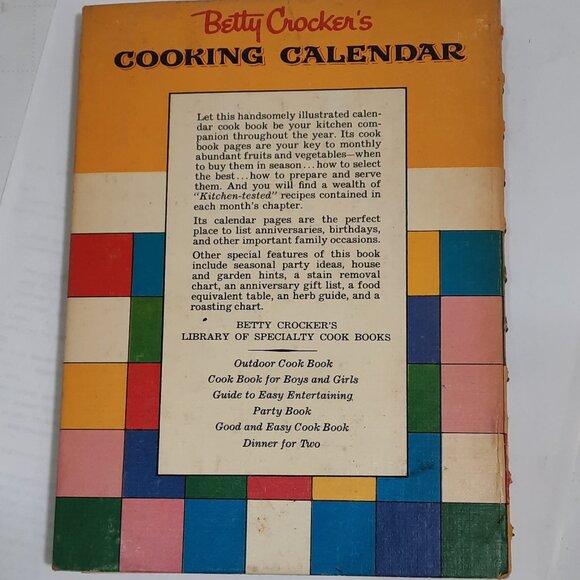 Betty Crocker's
COOKING CALENDAR
Let this handsomely illustrated calen-
dar cook book be your kitchen com-
panion throughout the year. Its cook
book pages are your key to monthly
abundant fruits and vegetables—when
to buy them in season...how to select
the best...how to prepare and serve
them. And you will find a wealth of
"Kitchen-tested" recipes contained in
each month's chapter.
Its calendar pages are the perfect
place to list anniversaries, birthdays,
and other important family occasions.
Other special features of this book
include seasonal party ideas, house
and garden hints, a stain removal
chart, an anniversary gift list, a food
equivalent table, an herb guide, and a
roasting chart.
BETTY CROCKER'S
LIBRARY OF SPECIALTY COOK BOOKS
Outdoor Cook Book
Cook Book for Boys and Girls
Guide to Easy Entertaining
Party Book
Good and Easy Cook Book
Dinner for Two